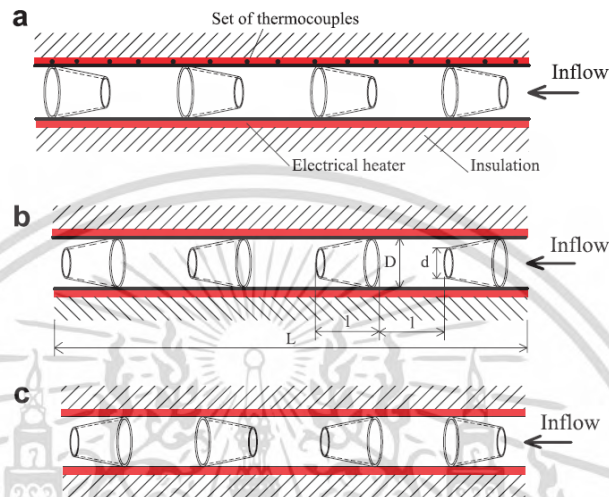 a
Set of thermocouples
Inflow
Electrical heater
Insulation
b
D
d
Inflow
l
l
L
c
Inflow
?